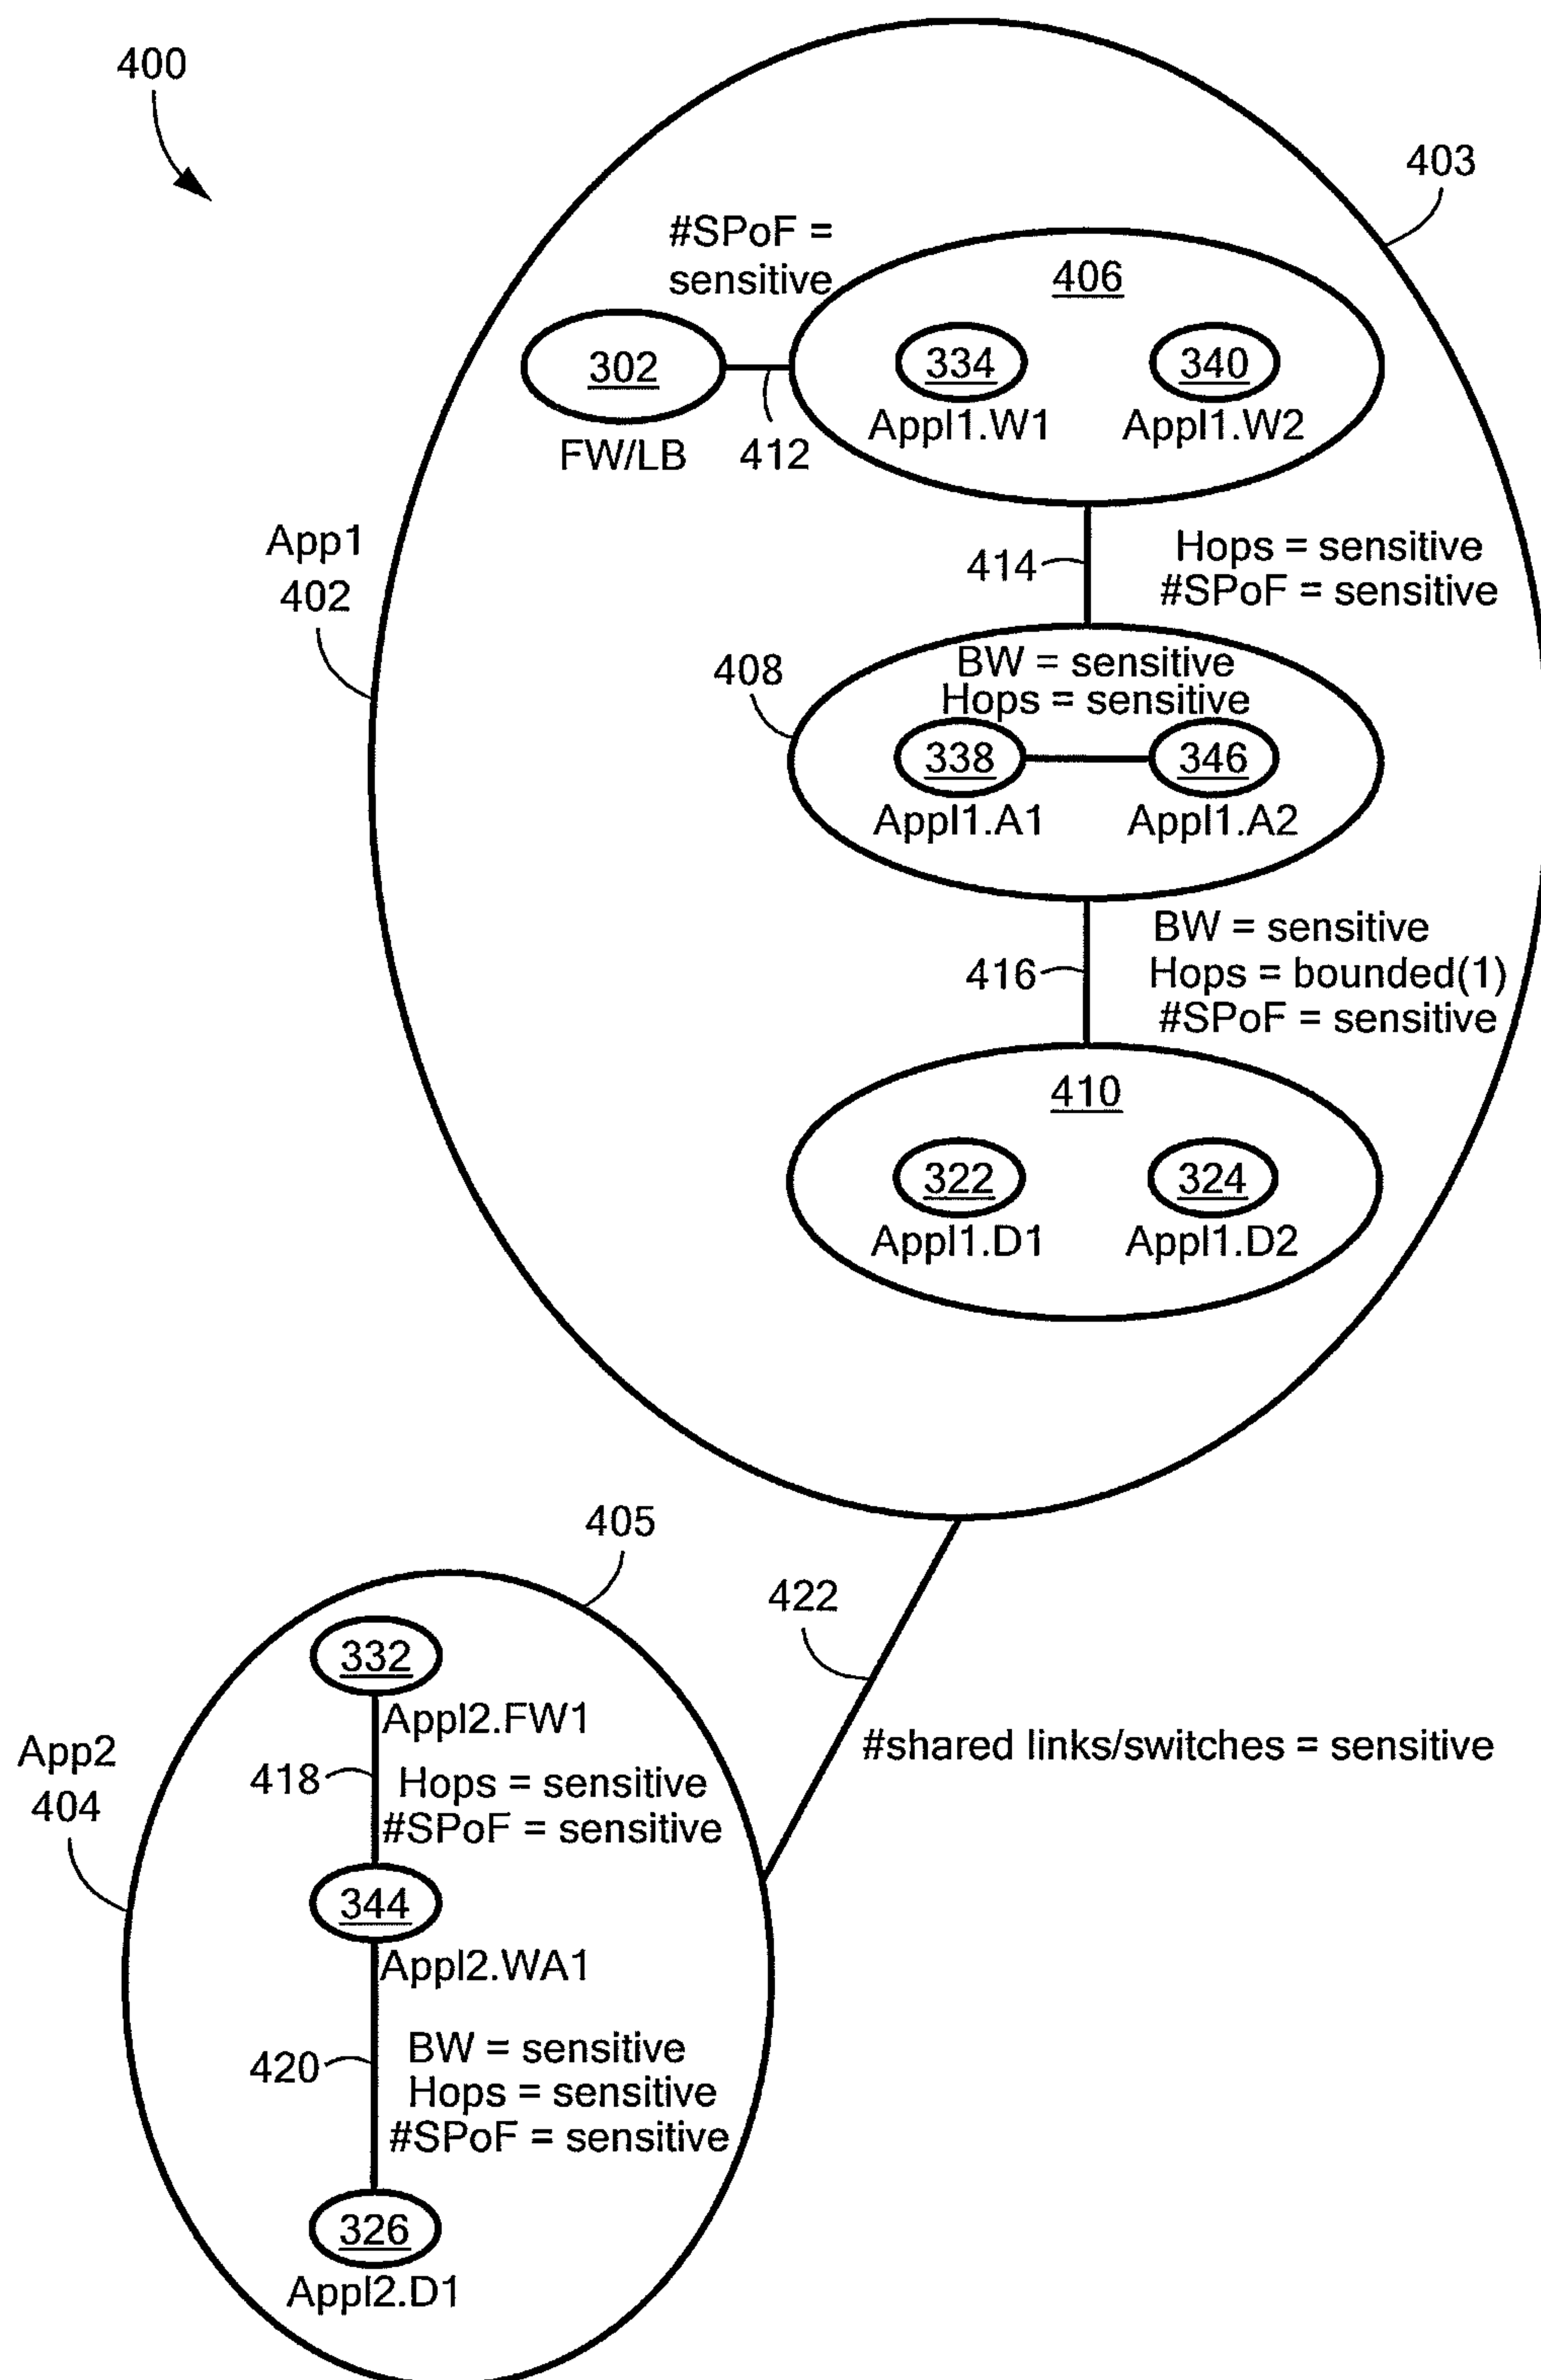 400
403
#SPoF =
sensitive
406
302
334
340
Appl1.W1
Appl1.W2
FW/LB
412
App1
402
414
Hops = sensitive
#SPoF = sensitive
408
BW = sensitive
Hops = sensitive
338
346
Appl1.A1
Appl1.A2
416
BW = sensitive
Hops = bounded(1)
#SPoF = sensitive
410
322
324
Appl1.D1
Appl1.D2
405
422
332
Appl2.FW1
#shared links/switches = sensitive
App2
404
418
Hops = sensitive
#SPoF = sensitive
344
Appl2.WA1
420
BW = sensitive
Hops = sensitive
#SPoF = sensitive
326
Appl2.D1